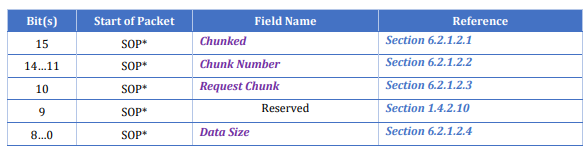 Bit(s) Start of Packet Field Name Reference
15 SOP* Chunked Section 6.2.1.2.1
14…11 SOP* Chunk Number Section 6.2.1.2.2
10 SOP* Request Chunk Section 6.2.1.2.3
9 SOP* Reserved Section 1.4.2.10
8…0 SOP* Data Size Section 6.2.1.2.4